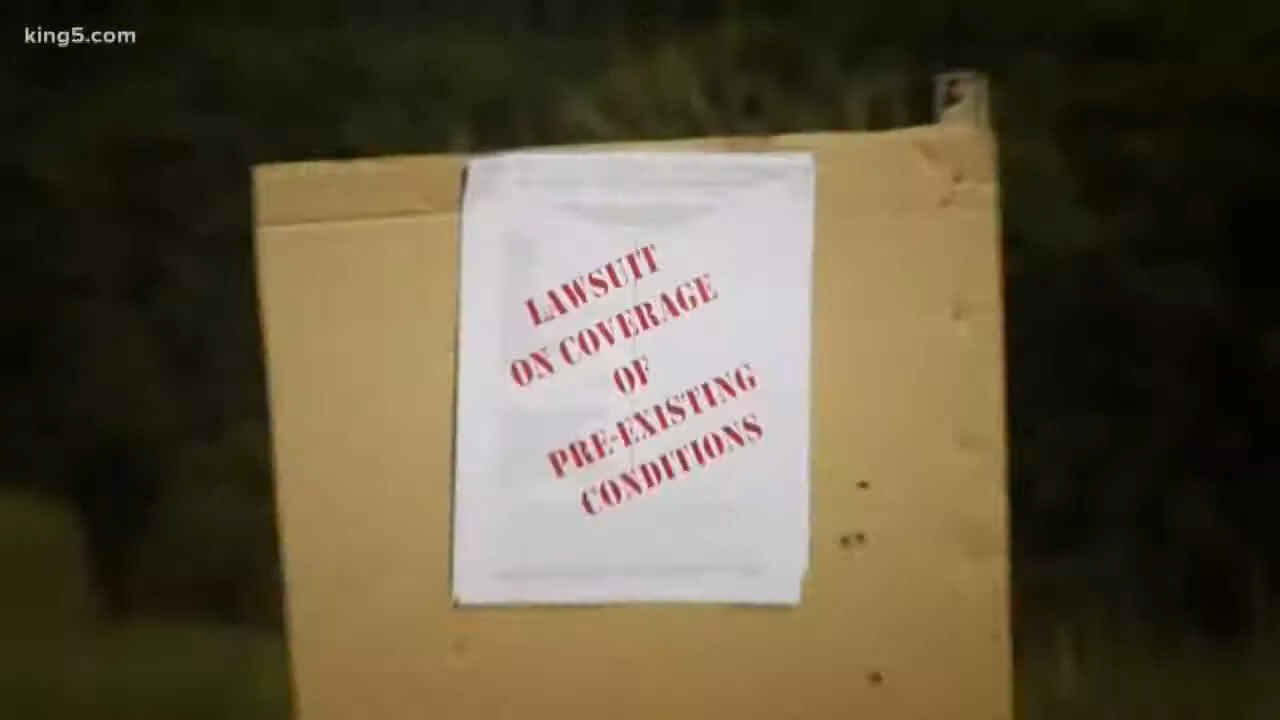 king5.com
LAWSUIT
ON COVERAGE
OF
PRE-EXISTING
CONDITIONS